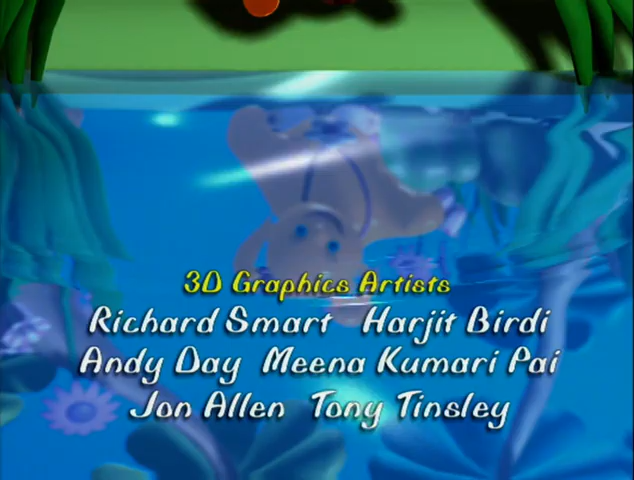 3D Graphics Artists
Richard Smart Harjit Birdi
Andy Day Meena Kumari Pai
Jon Allen Tony Tinsley